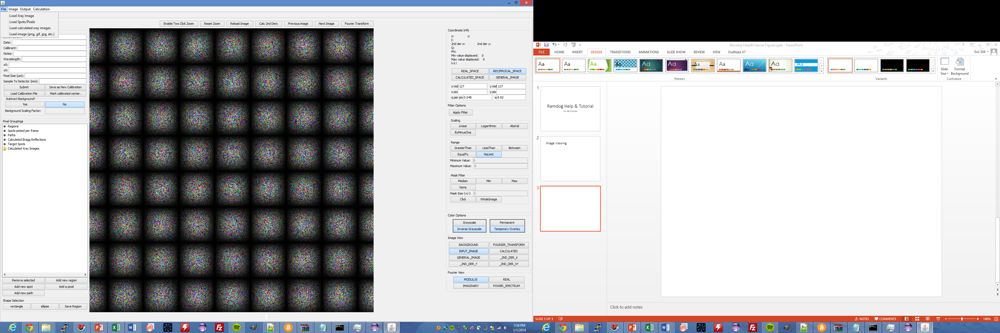 File Image Output Calculation
Load Xray Image
Load Spots/Pixels
Load calculated xray images
Load image (png, gif, jpg, etc.)
Enable Two Click Zoom Reset Zoom Reload Image Calc 2nd Ders Previous image Next Image Fourier Transform
Date:
Calibrant:
Notes:
Wavelength:
x0:
y0:
Pixel Size (um):
Sample To Detector (mm):
Submit Save as New Calibration
Load Calibration File Mark calibrated center.
Subtract Background?
Yes No
Background Scaling Factor:
Pixel Groupings
Regions
Spots picked per frame
Paths
Calculated Bragg Reflections
Target Spots
Calculated Xray Images
Remove selected Add new region
Add new spot Add a pixel
Add new path
Shape Selection
rectangle ellipse Save Region
Coordinate Info
x: y:
I:
2nd der x: 2nd der y:
Q:
Phi:
Min value displayed: 0
Max value displayed: 0
h k l
REAL_SPACE RECIPROCAL_SPACE
CALCULATED_SPACE GENERAL_IMAGE
x mid 127 y mid 127
x pix y pix
q per pix 0.048 a 8.82
Filter Options
Apply Filter
Scaling
Linear Logarithmic AbsVal
ByMinusOne
Range
GreaterThan LessThan Between
EqualTo NoLimit
Minimum Value: 0
Maximum Value: 0
Mask Filter
Median Min Max
None
Mask Size (+/-) 0
Click WholeImage
Color Options
Grayscale Permanent
Inverse Grayscale Temporary Overlay
Image View
BACKGROUND FOURIER_TRANSFORM
INPUT_IMAGE CALCULATED
GENERAL_IMAGE _2ND_DER_X
_2ND_DER_Y _2ND_DER_XY
Fourier View
MODULUS REAL
IMAGINARY POWER_SPECTRUM
7:34 PM
1/1/2014
Ramdog Help&Tutorial Figures.pptx - PowerPoint
FILE HOME INSERT DESIGN TRANSITIONS ANIMATIONS SLIDE SHOW REVIEW VIEW EndNote X7
Eric Dill
Aa Aa Aa Aa Aa Aa Aa Aa Aa Aa Aa
Slide Size
Format Background
Themes Variants Customize
1
Ramdog Help & Tutorial
Eric Dill 1/1/2014
2
Image Viewing
3
Click to add notes
SLIDE 3 OF 3
NOTES COMMENTS 106%